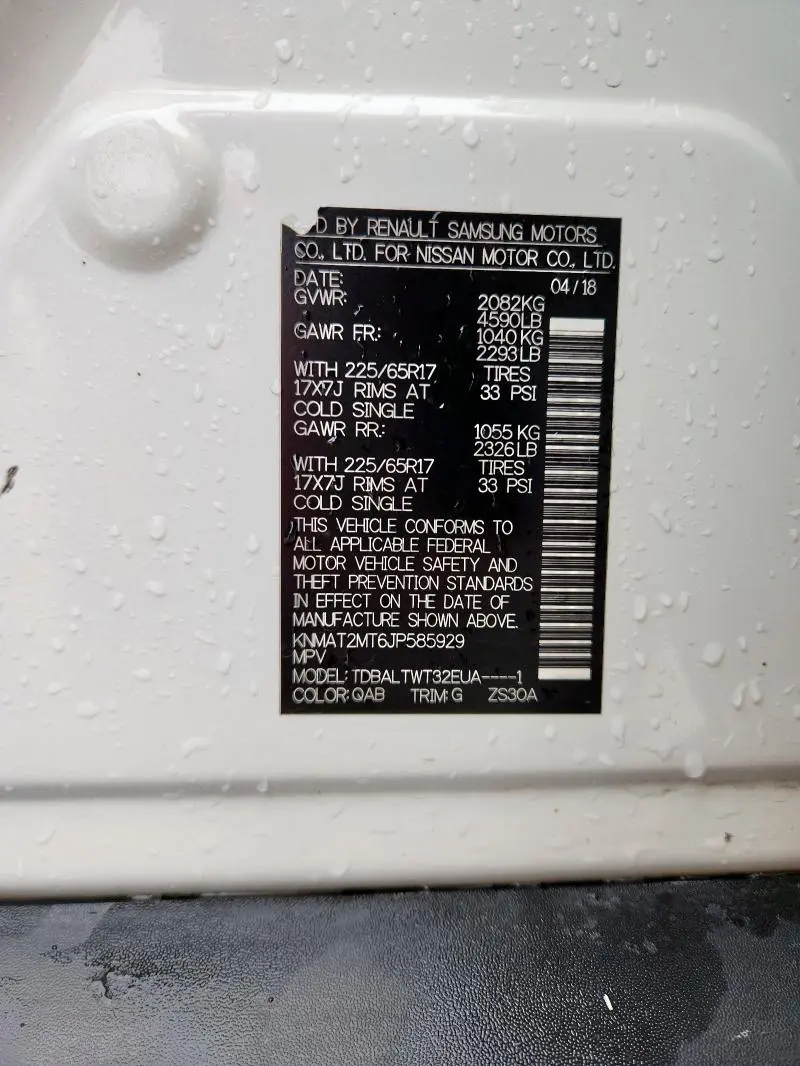 D BY RENAULT SAMSUNG MOTORS
CO., LTD. FOR NISSAN MOTOR CO., LTD.
DATE: 04/18
GVWR: 2082KG
4590LB
GAWR FR.: 1040KG
2293LB
WITH 225/65R17 TIRES
17X7J RIMS AT 33 PSI
COLD SINGLE
GAWR RR.: 1055KG
2326LB
WITH 225/65R17 TIRES
17X7J RIMS AT 33 PSI
COLD SINGLE
THIS VEHICLE CONFORMS TO
ALL APPLICABLE FEDERAL
MOTOR VEHICLE SAFETY AND
THEFT PREVENTION STANDARDS
IN EFFECT ON THE DATE OF
MANUFACTURE SHOWN ABOVE.
KNMAT2MT6JP585929
MPV
MODEL: TDBALTWT32EUA----1
COLOR: QAB TRIM: G ZS30A